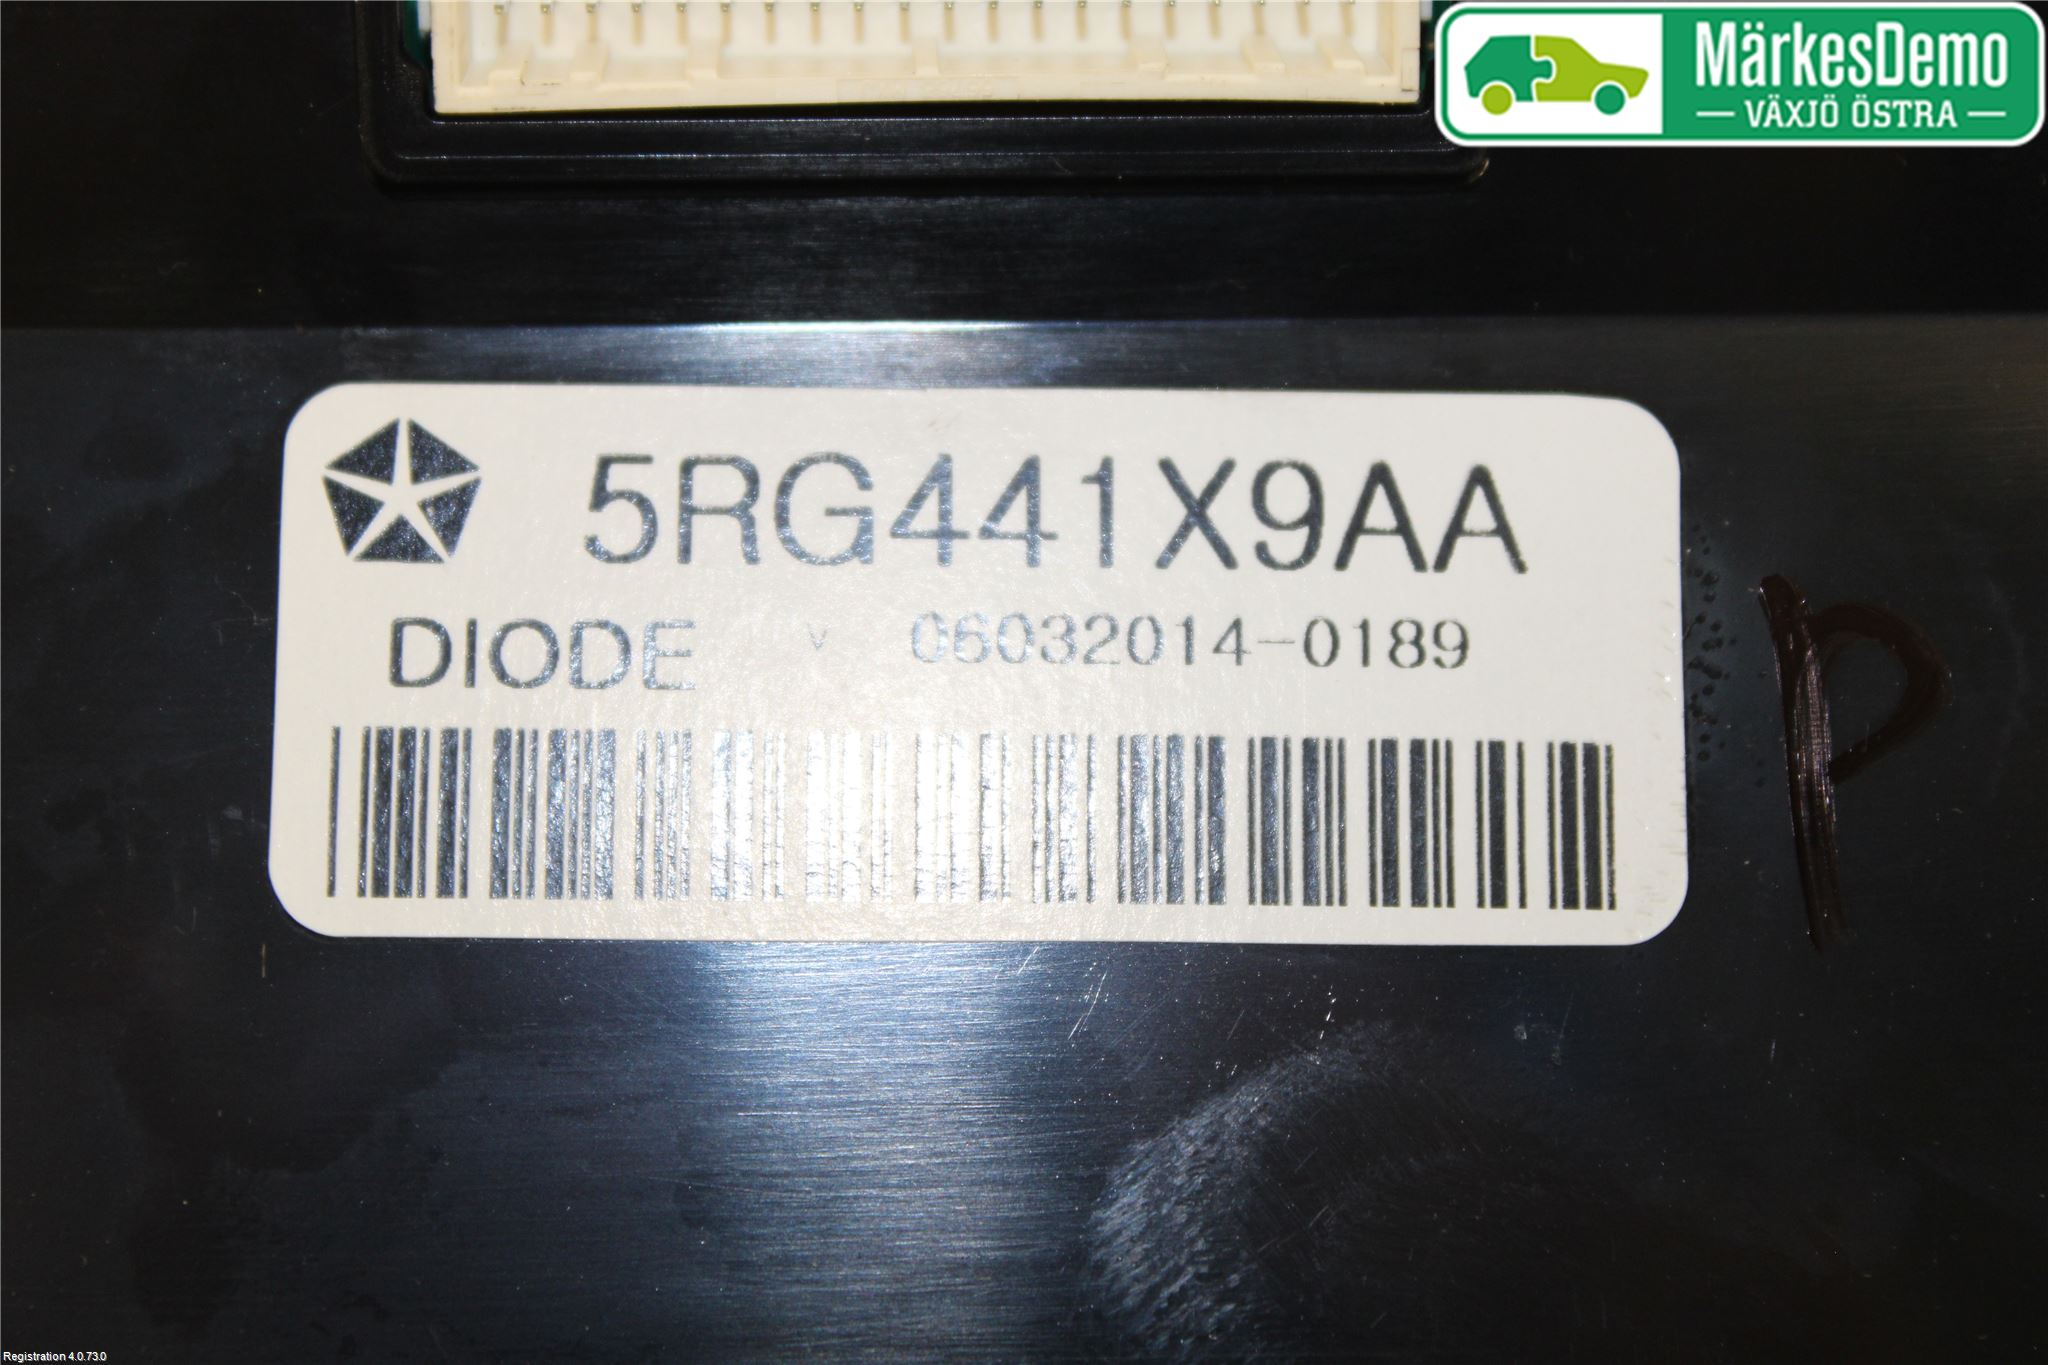 MärkesDemo
VÄXJÖ ÖSTRA
5RG441X9AA
DIODE V 06032014-0189
P
Registration 4.0.73.0